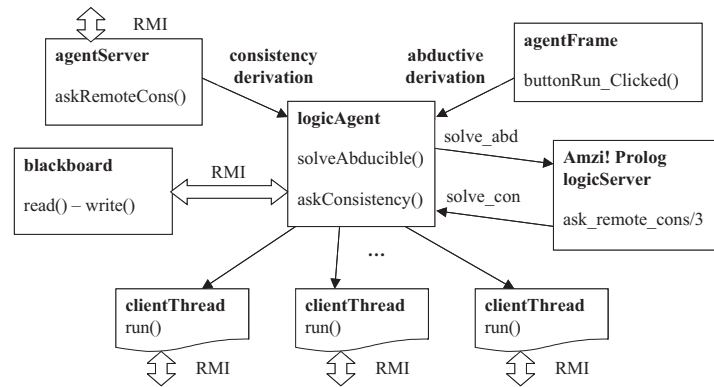 RMI
agentServer
askRemoteCons()
consistency
derivation
abductive
derivation
agentFrame
buttonRun_Clicked()
logicAgent
solveAbducible()
askConsistency()
solve_abd
solve_con
blackboard
read() – write()
RMI
Amzi! Prolog
logicServer
ask_remote_cons/3
...
clientThread
run()
RMI
clientThread
run()
RMI
clientThread
run()
RMI